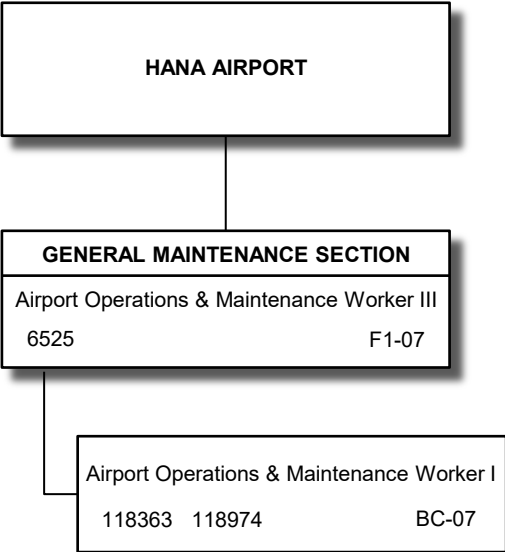 HANA AIRPORT
GENERAL MAINTENANCE SECTION
Airport Operations & Maintenance Worker III
6525 F1-07
Airport Operations & Maintenance Worker I
118363 118974 BC-07